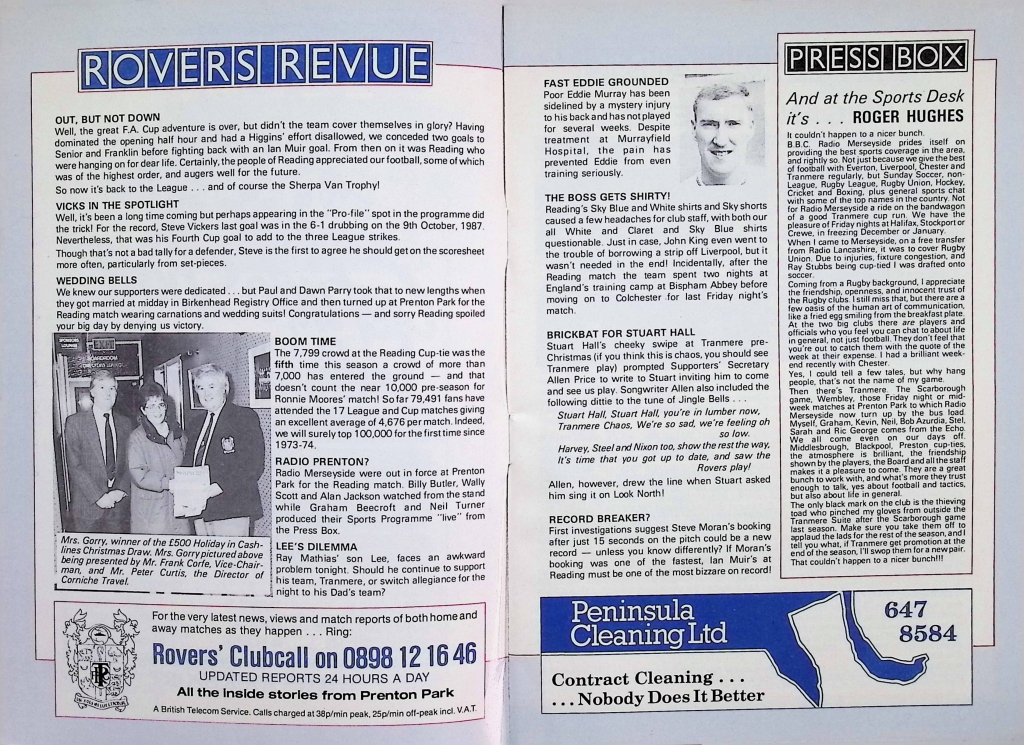 ROVERS REVUE
OUT, BUT NOT DOWN
Well, the great F.A. Cup adventure is over, but didn't the team cover themselves in glory? Having
dominated the opening half hour and had a Higgins' effort disallowed, we conceded two goals to
Senior and Franklin before fighting back with an Ian Muir goal. From then on it was Reading who
were hanging on for dear life. Certainly, the people of Reading appreciated our football, some of which
was of the highest order, and augers well for the future.
So now it's back to the League . . . and of course the Sherpa Van Trophy!
VICKS IN THE SPOTLIGHT
Well, it's been a long time coming but perhaps appearing in the "Pro-file" spot in the programme did
the trick! For the record, Steve Vickers last goal was in the 6-1 drubbing on the 9th October, 1987.
Nevertheless, that was his Fourth Cup goal to add to the three League strikes.
Though that's not a bad tally for a defender, Steve is the first to agree he should get on the scoresheet
more often, particularly from set-pieces.
WEDDING BELLS
We knew our supporters were dedicated . . . but Paul and Dawn Parry took that to new lengths when
they got married at midday in Birkenhead Registry Office and then turned up at Prenton Park for the
Reading match wearing carnations and wedding suits! Congratulations — and sorry Reading spoiled
your big day by denying us victory.
SPONSORS
LOUNGE
BOARDROOM
Mrs. Gorry, winner of the £500 Holiday in Cash-
lines Christmas Draw. Mrs. Gorry pictured above
being presented by Mr. Frank Corfe, Vice-Chair-
man, and Mr. Peter Curtis, the Director of
Corniche Travel.
BOOM TIME
The 7,799 crowd at the Reading Cup-tie was the
fifth time this season a crowd of more than
7,000 has entered the ground — and that
doesn't count the near 10,000 pre-season for
Ronnie Moores' match! So far 79,491 fans have
attended the 17 League and Cup matches giving
an excellent average of 4,676 per match. Indeed,
we will surely top 100,000 for the first time since
1973-74.
RADIO PRENTON?
Radio Merseyside were out in force at Prenton
Park for the Reading match. Billy Butler, Wally
Scott and Alan Jackson watched from the stand
while Graham Beecroft and Neil Turner
produced their Sports Programme "live" from
the Press Box.
LEE'S DILEMMA
Ray Mathias' son Lee, faces an awkward
problem tonight. Should he continue to support
his team, Tranmere, or switch allegiance for the
night to his Dad's team?
For the very latest news, views and match reports of both home and
away matches as they happen . . . Ring:
Rovers' Clubcall on 0898 12 16 46
UPDATED REPORTS 24 HOURS A DAY
All the inside stories from Prenton Park
A British Telecom Service. Calls charged at 38p/min peak, 25p/min off-peak incl. V.A.T.
FAST EDDIE GROUNDED
Poor Eddie Murray has been
sidelined by a mystery injury
to his back and has not played
for several weeks. Despite
treatment at Murrayfield
Hospital, the pain has
prevented Eddie from even
training seriously.
THE BOSS GETS SHIRTY!
Reading's Sky Blue and White shirts and Sky shorts
caused a few headaches for club staff, with both our
all White and Claret and Sky Blue shirts
questionable. Just in case, John King even went to
the trouble of borrowing a strip off Liverpool, but it
wasn't needed in the end! Incidentally, after the
Reading match the team spent two nights at
England's training camp at Bispham Abbey before
moving on to Colchester for last Friday night's
match.
BRICKBAT FOR STUART HALL
Stuart Hall's cheeky swipe at Tranmere pre-
Christmas (if you think this is chaos, you should see
Tranmere play) prompted Supporters' Secretary
Allen Price to write to Stuart inviting him to come
and see us play. Songwriter Allen also included the
following ditte to the tune of Jingle Bells . . .
Stuart Hall, Stuart Hall, you're in lumber now,
Tranmere Chaos, We're so sad, we're feeling oh
so low.
Harvey, Steel and Nixon too, show the rest the way,
It's time that you got up to date, and saw the
Rovers play!
Allen, however, drew the line when Stuart asked
him sing it on Look North!
RECORD BREAKER?
First investigations suggest Steve Moran's booking
after just 15 seconds on the pitch could be a new
record — unless you know differently? If Moran's
booking was one of the fastest, Ian Muir's at
Reading must be one of the most bizzare on record!
PRESS BOX
And at the Sports Desk
it's . . . ROGER HUGHES
It couldn't happen to a nicer bunch.
B.B.C. Radio Merseyside prides itself on
providing the best sports coverage in the area,
and rightly so. Not just because we give the best
of football with Everton, Liverpool, Chester and
Tranmere regularly, but Sunday Soccer, non-
League, Rugby League, Rugby Union, Hockey,
Cricket and Boxing, plus general sports chat
with some of the top names in the country. Not
for Radio Merseyside a ride on the bandwagon
of a good Tranmere cup run. We have the
pleasure of Friday nights at Halifax, Stockport or
Crewe, in freezing December or January.
When I came to Merseyside, on a free transfer
from Radio Lancashire, it was to cover Rugby
Union. Due to injuries, fixture congestion, and
Ray Stubbs being cup-tied I was drafted onto
soccer.
Coming from a Rugby background, I appreciate
the friendship, openness, and innocent trust of
the Rugby clubs. I still miss that, but there are a
few oasis of the human art of communication,
like a fried egg smiling from the breakfast plate.
At the two big clubs there are players and
officials who you feel you can chat to about life
in general, not just football. They don't feel that
you're out to catch them with the quote of the
week at their expense. I had a brilliant week-
end recently with Chester.
Yes, I could tell a few tales, but why hang
people, that's not the name of my game.
Then there's Tranmere. The Scarborough
game, Wembley, those Friday night or mid-
week matches at Prenton Park to which Radio
Merseyside now turn up by the bus load.
Myself, Graham, Kevin, Neil, Bob Azurdia, Stel,
Sarah and Ric George comes from the Echo.
We all come even on our days off.
Middlesbrough, Blackpool, Preston cup-ties,
the atmosphere is brilliant, the friendship
shown by the players, the Board and all the staff
makes it a pleasure to come. They are a great
bunch to work with, and what's more they trust
enough to talk, yes about football and tactics,
but also about life in general.
The only black mark on the club is the thieving
toad who pinched my gloves from outside the
Tranmere Suite after the Scarborough game
last season. Make sure you take them off to
applaud the lads for the rest of the season, and I
tell you what, if Tranmere get promotion at the
end of the season, I'll swop them for a new pair.
That couldn't happen to a nicer bunch!!!
Peninsula
Cleaning Ltd
647
8584
Contract Cleaning . . .
. . . Nobody Does It Better